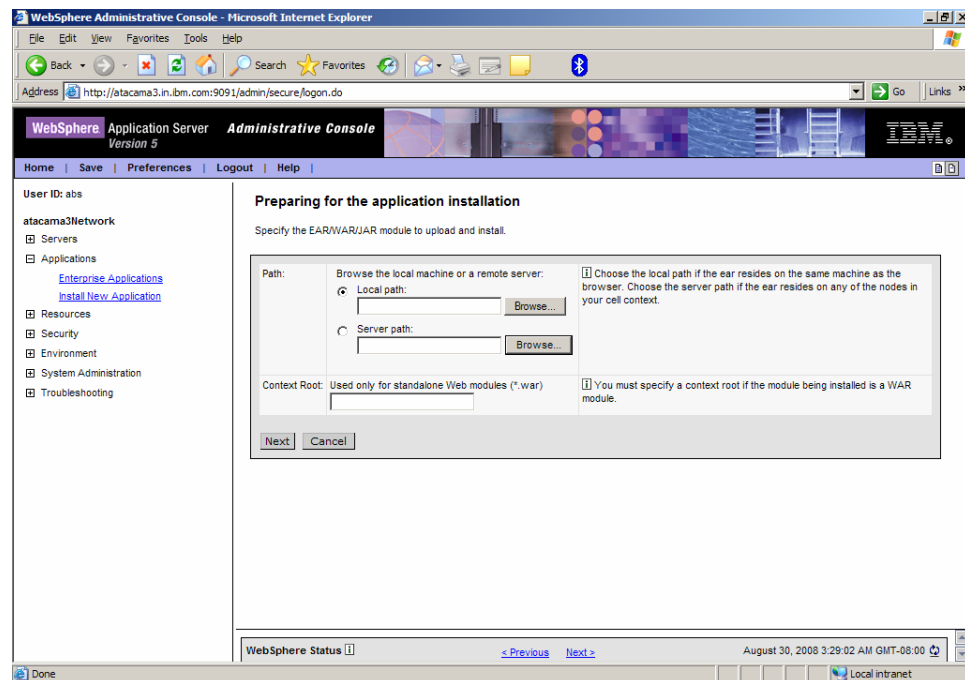 WebSphere Administrative Console - Microsoft Internet Explorer
File Edit View Favorites Tools Help
Back Search Favorites
Address http://atacama3.in.ibm.com:9091/admin/secure/logon.do Go Links »
WebSphere. Application Server Administrative Console
Version 5
IBM®
Home | Save | Preferences | Logout | Help |
User ID: abs
atacama3Network
Servers
Applications
Enterprise Applications
Install New Application
Resources
Security
Environment
System Administration
Troubleshooting
Preparing for the application installation
Specify the EAR/WAR/JAR module to upload and install.
Path:
Browse the local machine or a remote server:
Local path:
Browse...
Server path:
Browse...
i Choose the local path if the ear resides on the same machine as the
browser. Choose the server path if the ear resides on any of the nodes in
your cell context.
Context Root:
Used only for standalone Web modules (*.war)
i You must specify a context root if the module being installed is a WAR
module.
Next Cancel
WebSphere Status i < Previous Next > August 30, 2008 3:29:02 AM GMT-08:00
Done Local intranet